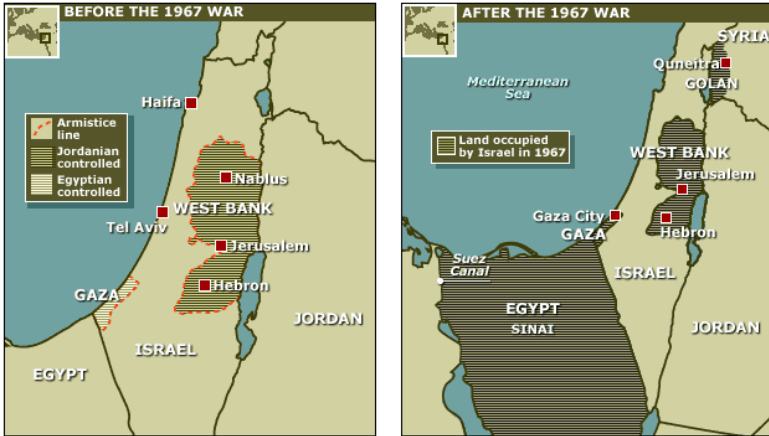 BEFORE THE 1967 WAR
Haifa
Armistice
line
Jordanian
controlled
Egyptian
controlled
Nablus
WEST BANK
Tel Aviv
Jerusalem
GAZA
Hebron
JORDAN
ISRAEL
EGYPT
AFTER THE 1967 WAR
SYRIA
Quneitra
GOLAN
Mediterranean
Sea
Land occupied
by Israel in 1967
WEST BANK
Jerusalem
Gaza City
GAZA
Hebron
Suez
Canal
ISRAEL
EGYPT
SINAI
JORDAN